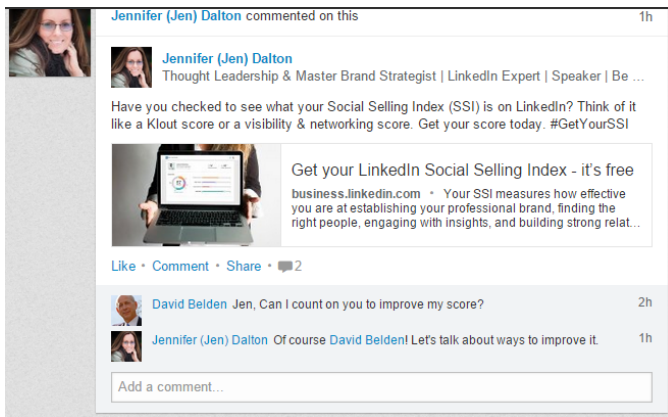 Jennifer (Jen) Dalton commented on this 1h
Jennifer (Jen) Dalton
Thought Leadership & Master Brand Strategist | LinkedIn Expert | Speaker | Be ...
Have you checked to see what your Social Selling Index (SSI) is on LinkedIn? Think of it
like a Klout score or a visibility & networking score. Get your score today. #GetYourSSI
Get your LinkedIn Social Selling Index - it's free
business.linkedin.com • Your SSI measures how effective
you are at establishing your professional brand, finding the
right people, engaging with insights, and building strong relat...
Like • Comment • Share • 2
David Belden Jen, Can I count on you to improve my score? 2h
Jennifer (Jen) Dalton Of course David Belden! Let's talk about ways to improve it. 1h
Add a comment...